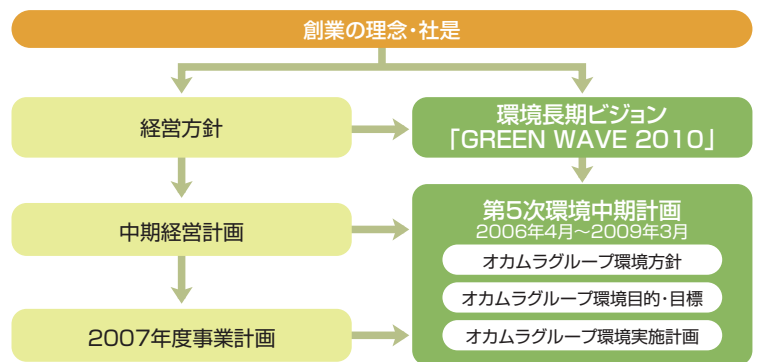 創業の理念・社是
経営方針
環境長期ビジョン
「GREEN WAVE 2010」
中期経営計画
第5次環境中期計画
2006年4月〜2009年3月
オカムラグループ環境方針
オカムラグループ環境目的・目標
2007年度事業計画
オカムラグループ環境実施計画